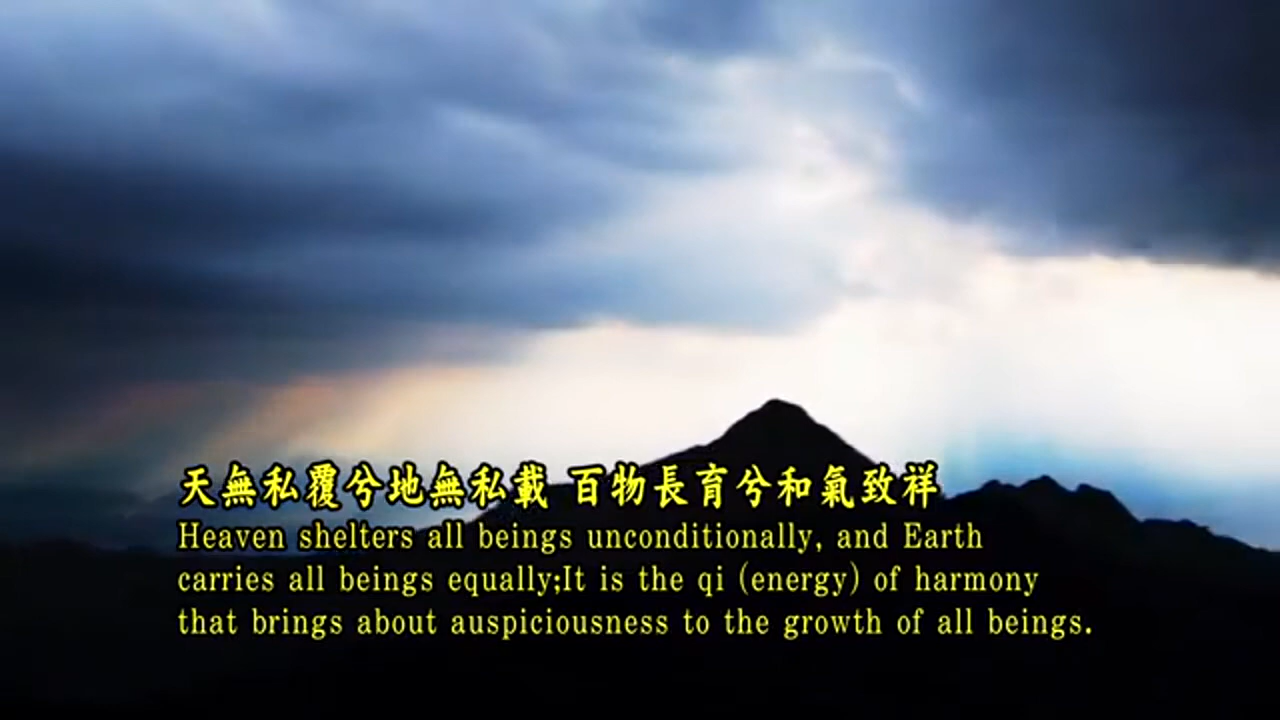 天無私覆兮地無私載 百物長育兮和氣致祥
Heaven shelters all beings unconditionally, and Earth
carries all beings equally;It is the qi (energy) of harmony
that brings about auspiciousness to the growth of all beings.